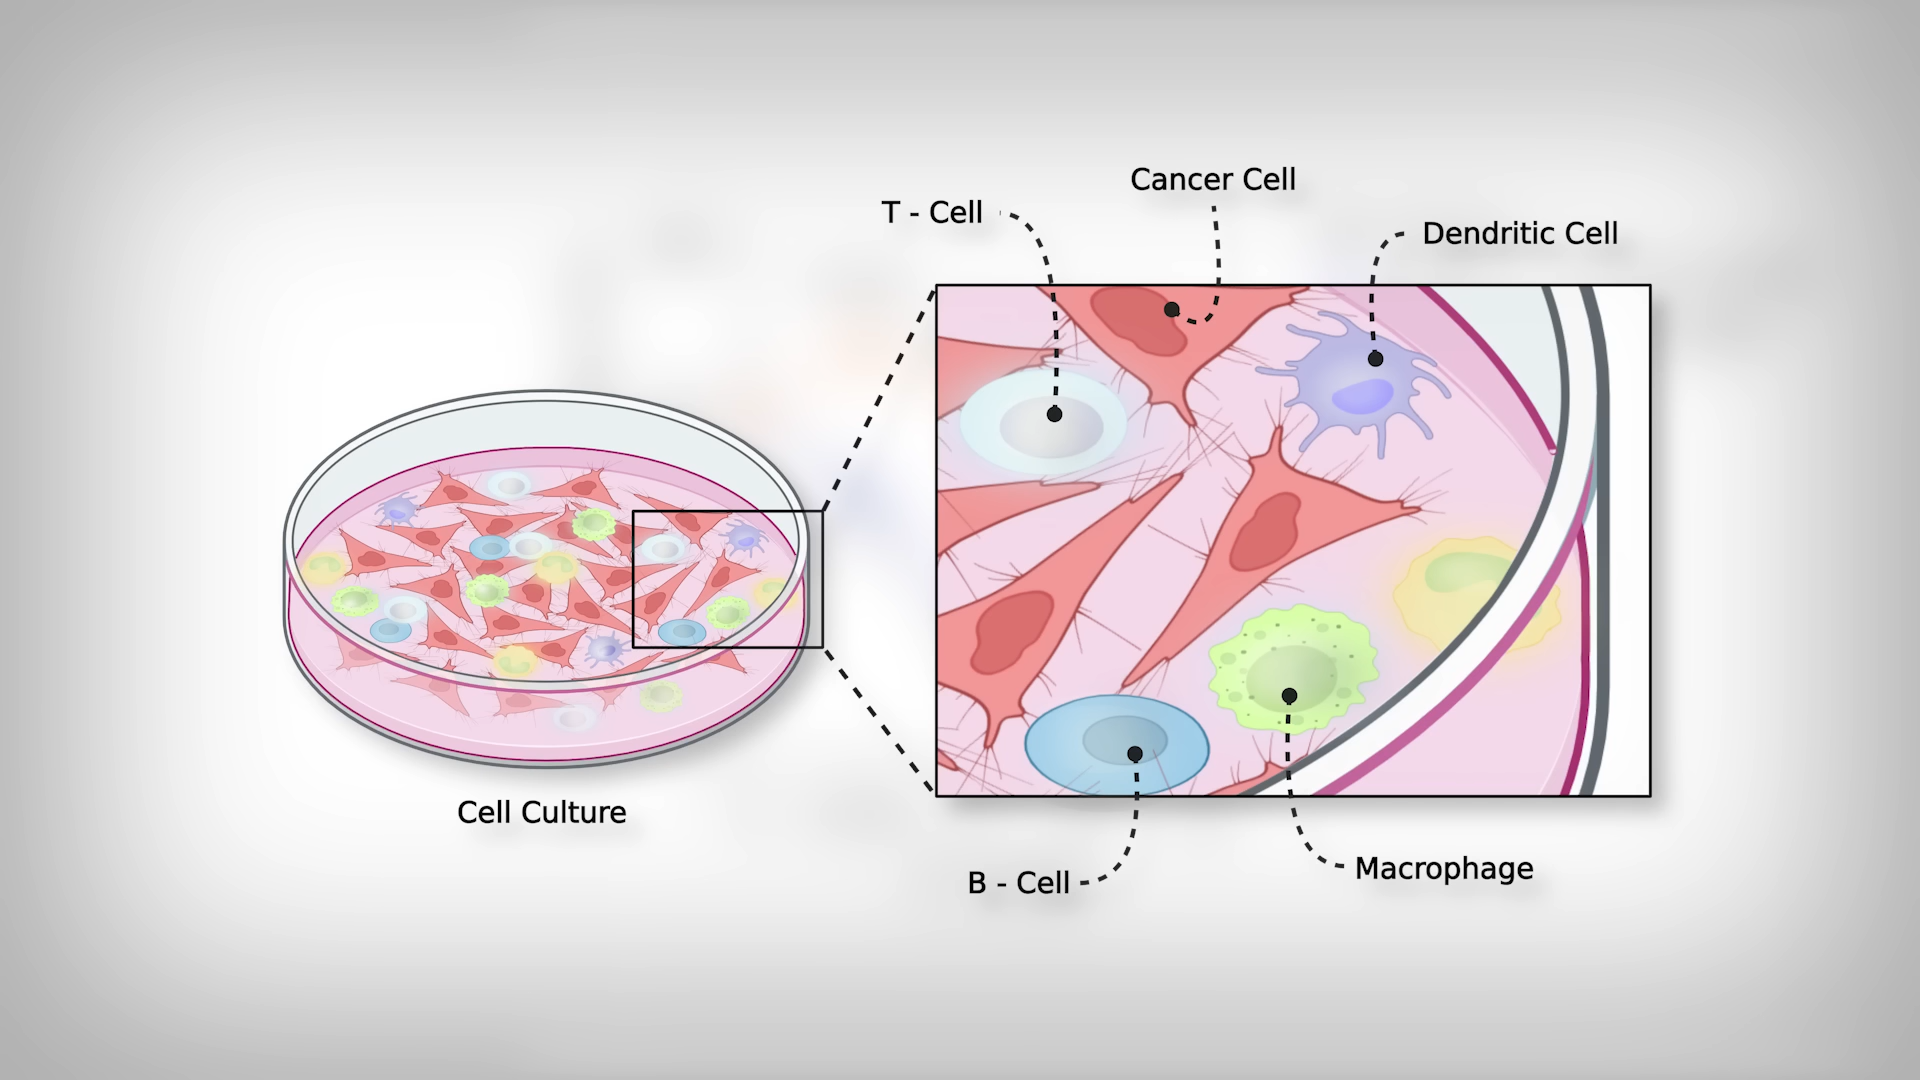 Cancer Cell
T - Cell
Dendritic Cell
Cell Culture
Macrophage
B - Cell